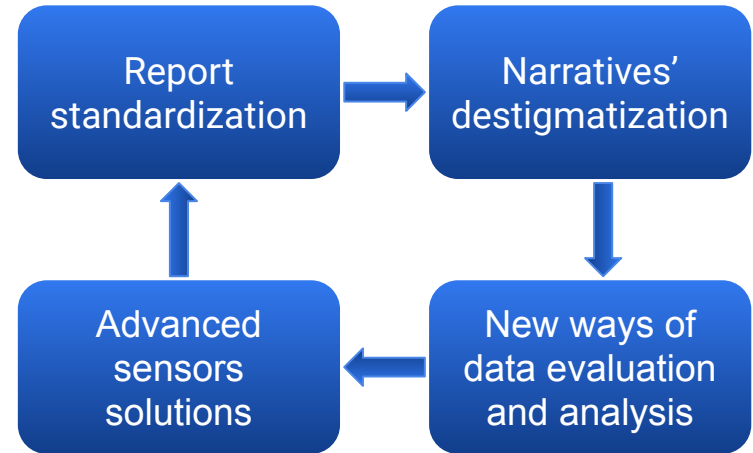 Report
standardization
Narratives’
destigmatization
Advanced
sensors
solutions
New ways of
data evaluation
and analysis